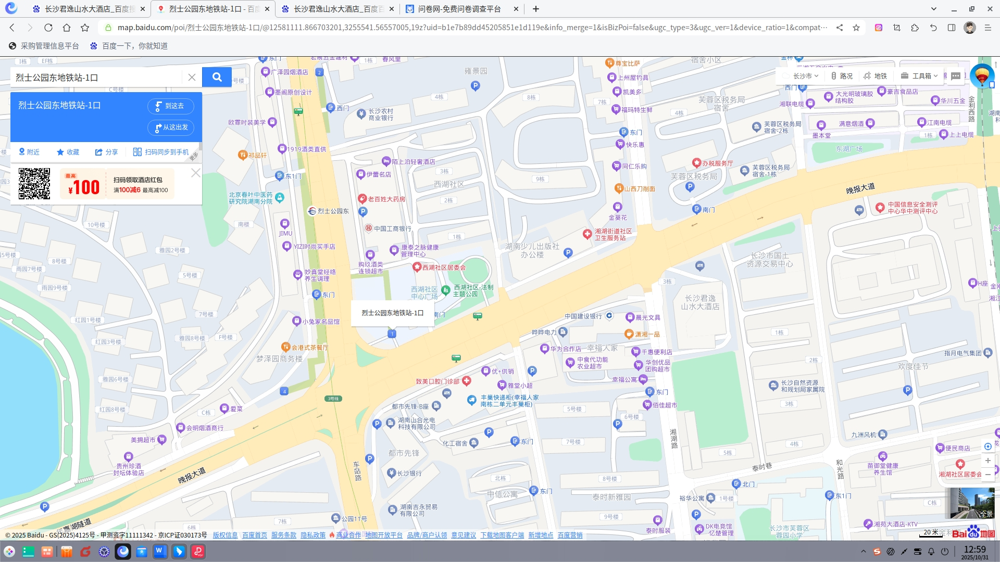 长沙君逸山水大酒店_百度搜
烈士公园东地铁站-1口 - 百度
长沙君逸山水大酒店_百度百
问卷网-免费问卷调查平台
map.baidu.com/poi/烈士公园东地铁站-1口/@12581111.866703201,3255541.56557005,19z?uid=b1e7b89dd45205851e1d119e&info_merge=1&isBizPoi=false&ugc_type=3&ugc_ver=1&device_ratio=1&compat…
采购管理信息平台
百度一下，你就知道
烈士公园东地铁站-1口
烈士公园东地铁站-1口
到这去
从这出发
附近
收藏
分享
扫码同步到手机
更多
最高
¥100
扫码领取酒店红包
满100减6 最高减100
长沙市
路况
地铁
工具箱
I栋
EF栋
C号楼
东门
广泽园烟酒店
墨阁原创设计
春风里
1栋
2
西门
长沙农村
商业银行
雍景园
4栋
8栋
尊宝比萨
上州屋钓具
凯美多
7栋
福玛特生鲜
宿舍小区
芙蓉区税务局
宿舍
4栋
芙蓉区税务局
宿舍-2栋
西门
大光明玻璃胶
结构胶
豪吉食品店
湘联电缆
华川五金
金利西路
满意烟酒
江南电缆
墨本堂
1栋
上上电缆
欧霏时装美学
1919酒类直供
祁品轩
东1门
陌上泊轻奢酒店
伊蕾名店
3栋
西湖社区
2栋
9栋
东门
快乐惠
同仁乐购
山西刀削面
办税服务厅
芙蓉区税务局
芙蓉区税务局
宿舍-1栋
东湖广场
晚报大道
北京春叶中医药
研究院湖南分院
老百姓大药房
烈士公园东
中国工商银行
1栋
金葵花
南门
ATM
中国信息安全测评
中心华中测评中心
10号楼
南楼
JIMU
YIZI时尚买手店
康泰之脉健康
管理中心
购玖酒类
连锁超市
湖南少儿出版社
办公楼
湘湖街道社区
卫生服务站
长沙市国土
资源交易中心
雅园2号楼
8号楼
雨园7号楼
5号楼
雨园9号楼
妙真堂经络
养生调理
西湖社区居委会
西湖社区
中心广场
西湖社区-法制
主题公园
ATM
3栋
东门
烈士公园东地铁站-1口
南门
1
长沙君逸
山水大酒店
H座
7号楼
红园1号楼
小兔家名品馆
中国建设银行
晨光文具
晔晔电力
潇湘一品
1栋
雅园8号楼
F号楼
红园3号楼
会港式茶餐厅
梦泽园商务楼
华为合作店
幸福人家
千惠便利店
中食代功能
农业超市
华创优品
团购超市
2栋
指月电气集团
欢度佳节
雅园6号楼
优+供销
致美口腔门诊部
雅堂小超
幸福公寓
长沙自然资源
和规划局家属院
4
3号线
ATM
丰巢快递柜(幸福人家
南栋二单元丰巢柜)
东门
佰佳超市
3栋
红园8号楼
C栋
爱菜
都市先锋-B座
5号楼
6号楼
湖南山合光电
科技有限公司
会明烟酒商行
美拥超市
化工宿舍
东门
7号楼
湘湖路
九洲风机
4栋
便民商店
贵州珍酒
封坛体验店
都市先锋
5栋
苗御堂健康
养生馆
湘湖社区居委会
晚报大道
车站路
长沙银行
北栋
8号楼
泰时巷
和光路
北门
中信公寓
东门
泰时新雅园
裕华公寓
1号楼
东1门
C栋
湖南吉永贸易
有限公司
7栋
公园11号
9号楼
泰时服装
DK电竞馆
·忆楚管理
长沙市芙蓉区
蓉园小学
湘苑大酒店-KTV
6栋
全景
© 2025 Baidu - GS(2025)4125号 - 甲测资字11111342 - 京ICP证030173号 版权信息 百度首页 服务条款 隐私政策 商业合作 地图开放平台 品牌/商户认领 意见建议 下载地图客户端 新增地点 百度营销
20 米
Bai地图
12:59
2025/10/31